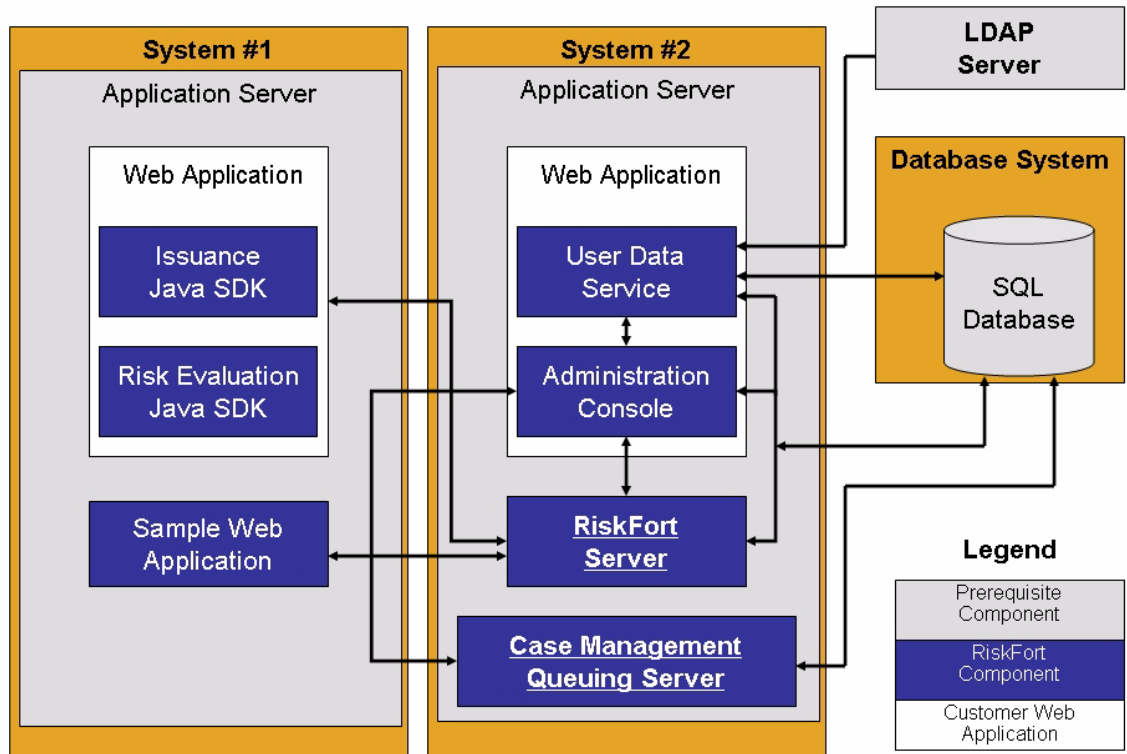 System #1
Application Server
Web Application
Issuance
Java SDK
Risk Evaluation
Java SDK
Sample Web
Application
System #2
Application Server
Web Application
User Data
Service
Administration
Console
RiskFort
Server
Case Management
Queuing Server
LDAP
Server
Database System
SQL
Database
Legend
Prerequisite
Component
RiskFort
Component
Customer Web
Application